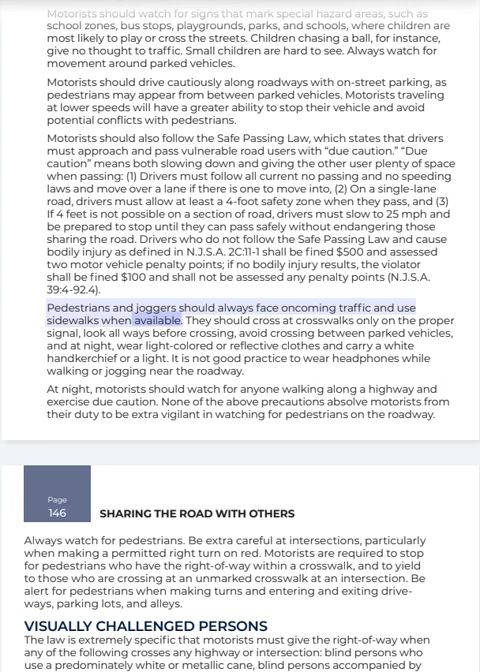 Motorists should watch for signs that mark special hazard areas, such as
school zones, bus stops, playgrounds, parks, and schools, where children are
most likely to play or cross the streets. Children chasing a ball, for instance,
give no thought to traffic. Small children are hard to see. Always watch for
movement around parked vehicles.
Motorists should drive cautiously along roadways with on-street parking, as
pedestrians may appear from between parked vehicles. Motorists traveling
at lower speeds will have a greater ability to stop their vehicle and avoid
potential conflicts with pedestrians.
Motorists should also follow the Safe Passing Law, which states that drivers
must approach and pass vulnerable road users with “due caution.” “Due
caution” means both slowing down and giving the other user plenty of space
when passing: (1) Drivers must follow all current no passing and no speeding
laws and move over a lane if there is one to move into, (2) On a single-lane
road, drivers must allow at least a 4-foot safety zone when they pass, and (3)
If 4 feet is not possible on a section of road, drivers must slow to 25 mph and
be prepared to stop until they can pass safely without endangering those
sharing the road. Drivers who do not follow the Safe Passing Law and cause
bodily injury as defined in N.J.S.A. 2C:11-1 shall be fined $500 and assessed
two motor vehicle penalty points; if no bodily injury results, the violator
shall be fined $100 and shall not be assessed any penalty points (N.J.S.A.
39:4-92.4).
Pedestrians and joggers should always face oncoming traffic and use
sidewalks when available. They should cross at crosswalks only on the proper
signal, look all ways before crossing, avoid crossing between parked vehicles,
and at night, wear light-colored or reflective clothes and carry a white
handkerchief or a light. It is not good practice to wear headphones while
walking or jogging near the roadway.
At night, motorists should watch for anyone walking along a highway and
exercise due caution. None of the above precautions absolve motorists from
their duty to be extra vigilant in watching for pedestrians on the roadway.
Page
146
SHARING THE ROAD WITH OTHERS
Always watch for pedestrians. Be extra careful at intersections, particularly
when making a permitted right turn on red. Motorists are required to stop
for pedestrians who have the right-of-way within a crosswalk, and to yield
to those who are crossing at an unmarked crosswalk at an intersection. Be
alert for pedestrians when making turns and entering and exiting drive-
ways, parking lots, and alleys.
VISUALLY CHALLENGED PERSONS
The law is extremely specific that motorists must give the right-of-way when
any of the following crosses any highway or intersection: blind persons who
use a predominately white or metallic cane, blind persons accompanied by